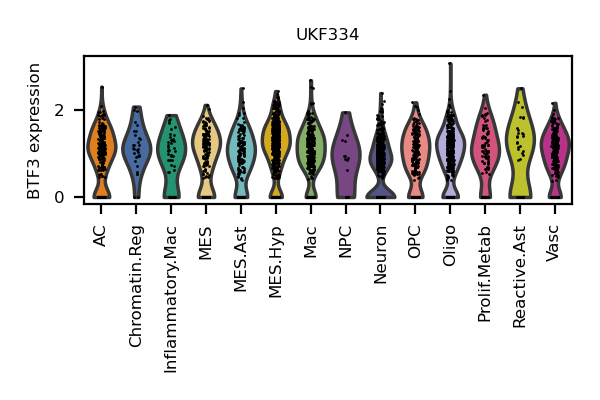 UKF334
BTF3 expression
2
0
AC
Chromatin.Reg
Inflammatory.Mac
MES
MES.Ast
MES.Hyp
Mac
NPC
Neuron
OPC
Oligo
Prolif.Metab
Reactive.Ast
Vasc